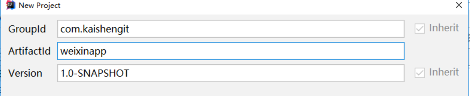 New Project
GroupId com.kaishengit Inherit
ArtifactId weixinapp
Version 1.0-SNAPSHOT Inherit